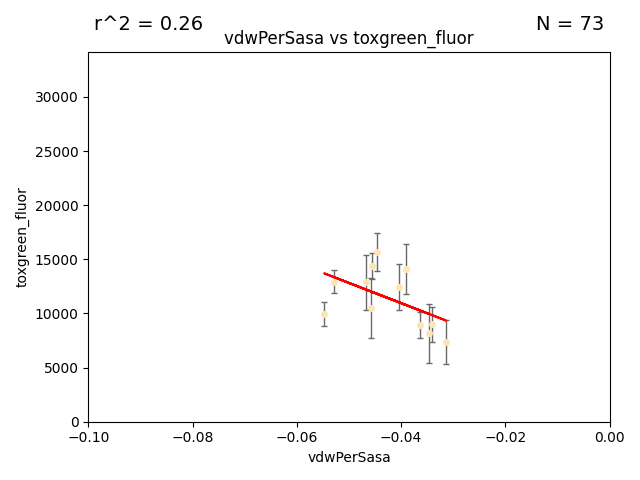 r^2 = 0.26
N = 73
vdwPerSasa vs toxgreen_fluor
30000
25000
20000
15000
10000
5000
0
toxgreen_fluor
−0.10
−0.08
−0.06
−0.04
−0.02
0.00
vdwPerSasa